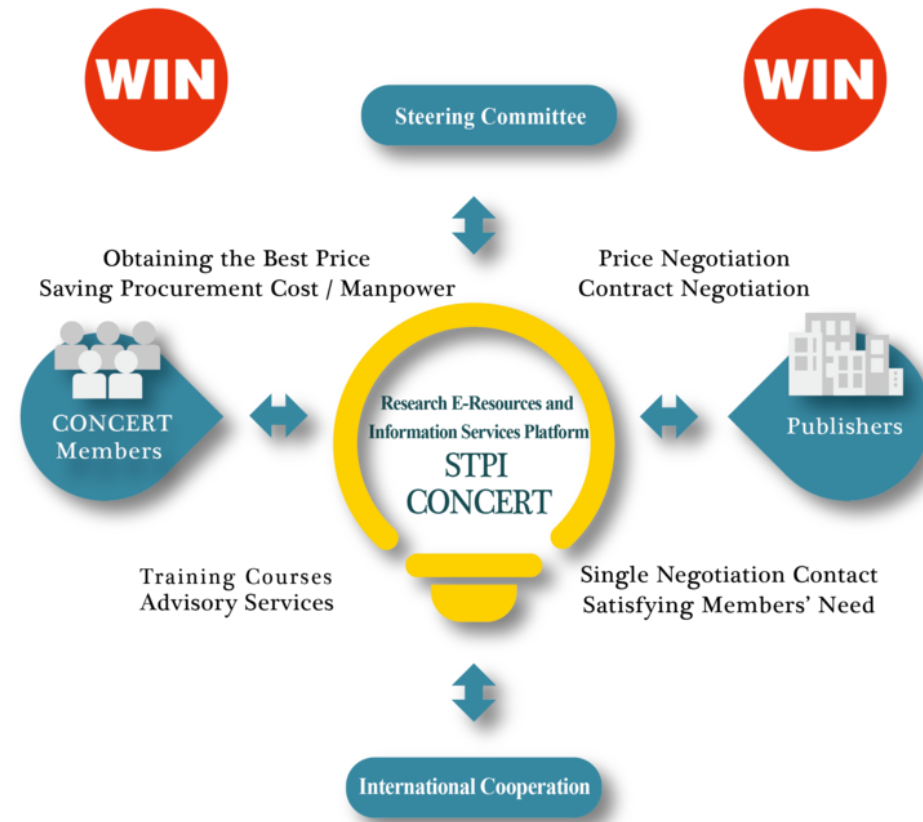 WIN
WIN
Steering Committee
Obtaining the Best Price
Saving Procurement Cost / Manpower
Price Negotiation
Contract Negotiation
CONCERT
Members
Research E-Resources and
Information Services Platform
STPI
CONCERT
Publishers
Training Courses
Advisory Services
Single Negotiation Contact
Satisfying Members’ Need
International Cooperation